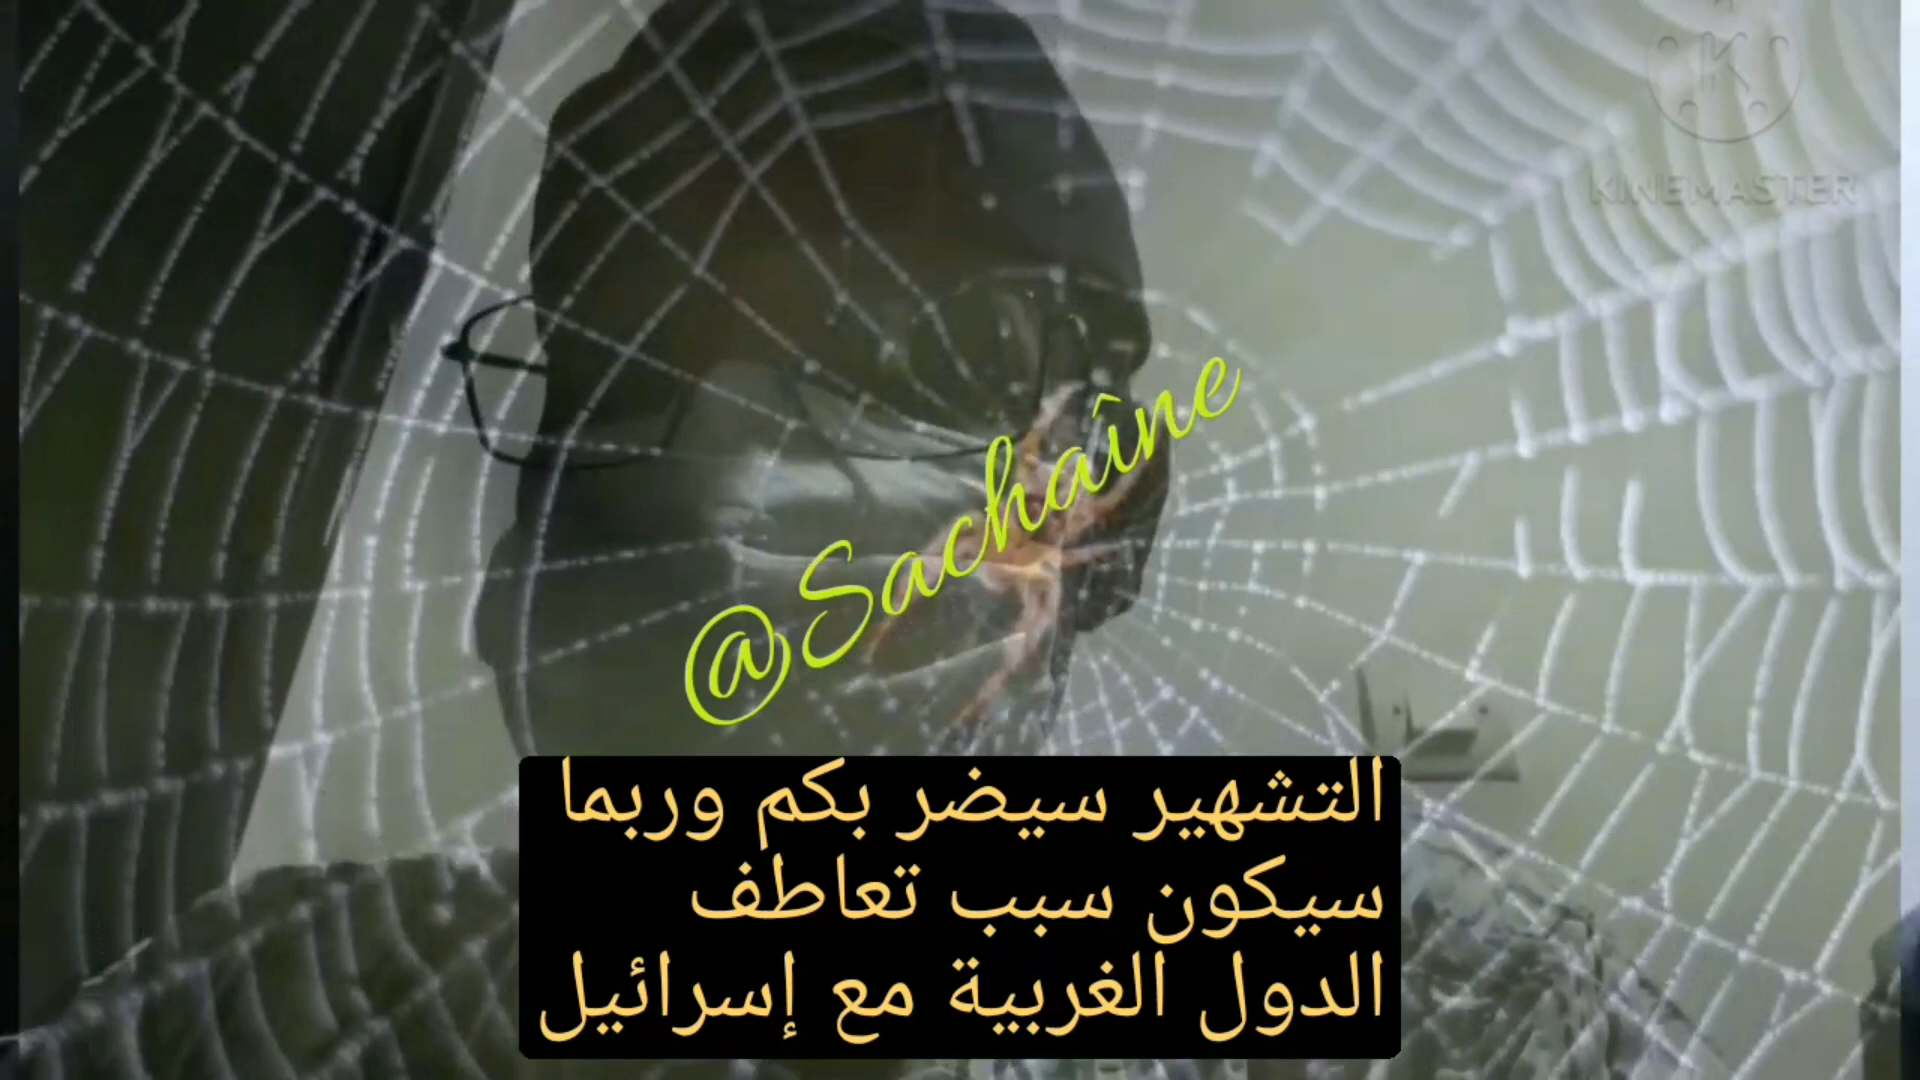 KINEMASTER
@Sachaîne
التشهير سيضر بكم وربما
سيكون سبب تعاطف
الدول الغربية مع إسرائيل